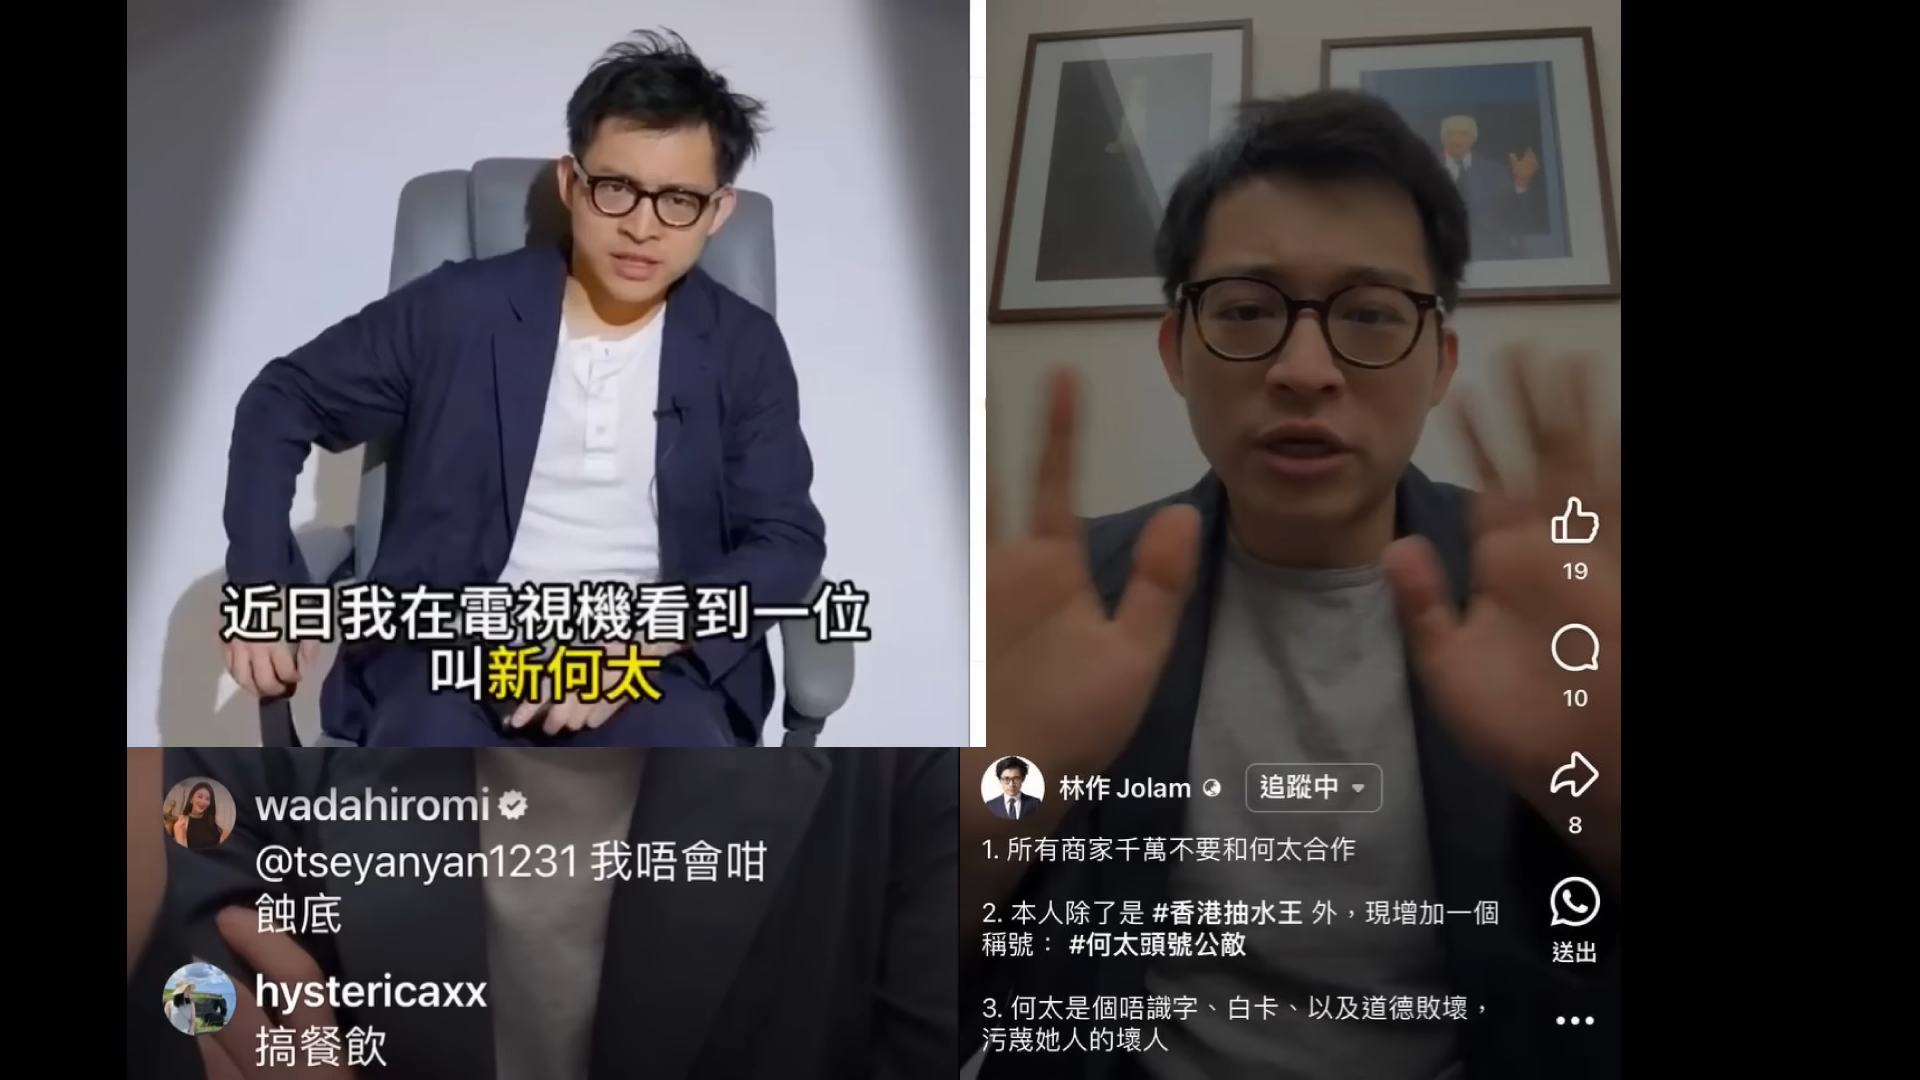 近日我在電視機看到一位
叫新何太
wadahiromi
@tseyanyan1231 我唔會咁
蝕底
hystericaxx
搞餐飲
19
10
8
送出
林作 Jolam
追蹤中
1. 所有商家千萬不要和何太合作
2. 本人除了是 #香港抽水王 外，現增加一個
稱號： #何太頭號公敵
3. 何太是個唔識字、白卡、以及道德敗壞，
污蔑她人的壞人